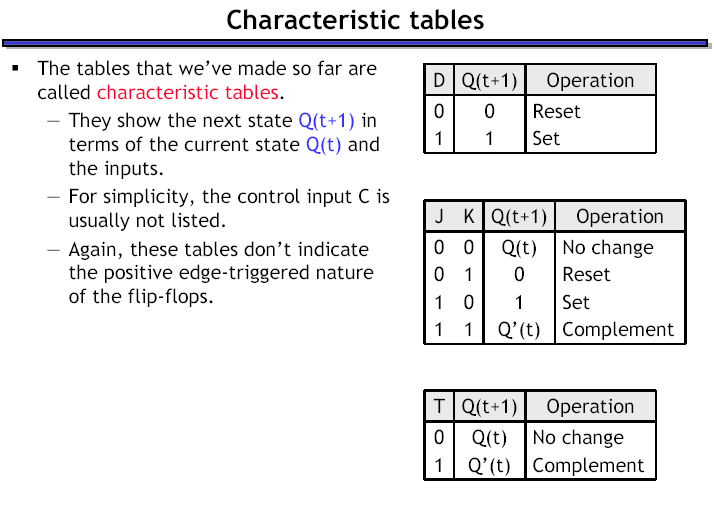 Characteristic tables
▪ The tables that we’ve made so far are
called characteristic tables.
— They show the next state Q(t+1) in
terms of the current state Q(t) and
the inputs.
— For simplicity, the control input C is
usually not listed.
— Again, these tables don’t indicate
the positive edge-triggered nature
of the flip-flops.
D Q(t+1) Operation
0 0 Reset
1 1 Set
J K Q(t+1) Operation
0 0 Q(t) No change
0 1 0 Reset
1 0 1 Set
1 1 Q’(t) Complement
T Q(t+1) Operation
0 Q(t) No change
1 Q’(t) Complement